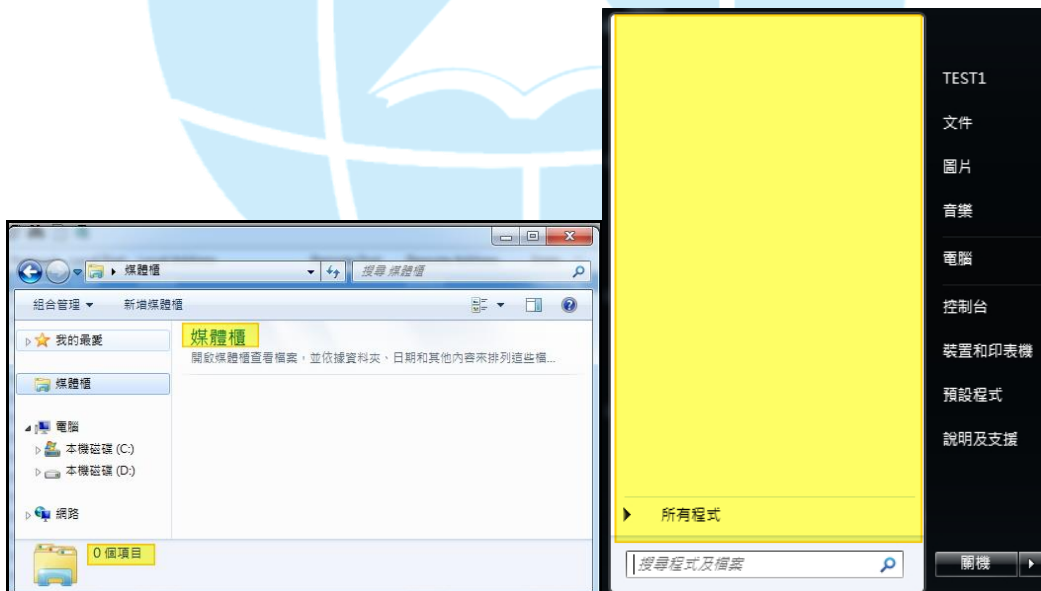 媒體櫃
搜尋 媒體櫃
組合管理
新增媒體櫃
我的最愛
媒體櫃
電腦
本機磁碟 (C:)
本機磁碟 (D:)
網路
媒體櫃
開啟媒體櫃查看檔案，並依據資料夾、日期和其他內容來排列這些檔...
0 個項目
所有程式
搜尋程式及檔案
TEST1
文件
圖片
音樂
電腦
控制台
裝置和印表機
預設程式
說明及支援
關機